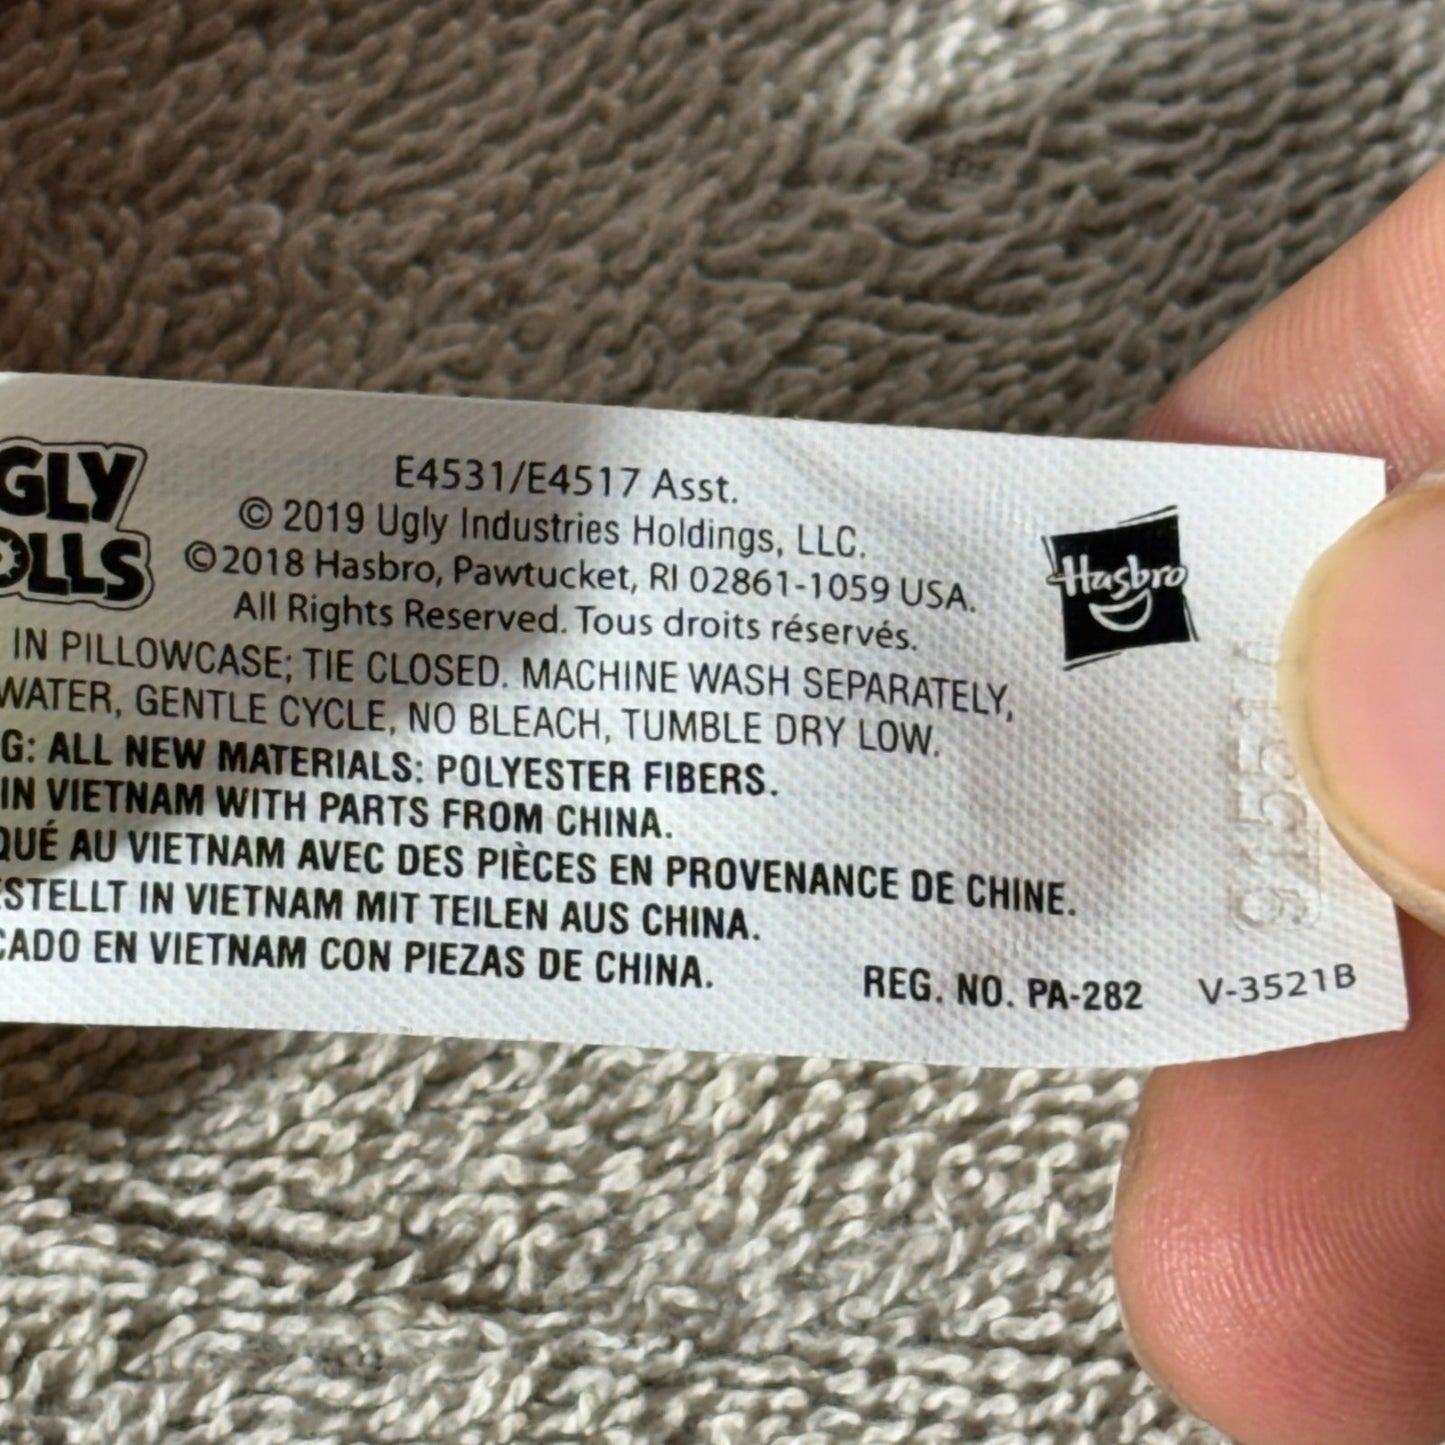 GLY
OLLS
E4531/E4517 Asst.
© 2019 Ugly Industries Holdings, LLC.
©2018 Hasbro, Pawtucket, RI 02861-1059 USA.
All Rights Reserved. Tous droits réservés.
IN PILLOWCASE; TIE CLOSED. MACHINE WASH SEPARATELY,
WATER, GENTLE CYCLE, NO BLEACH, TUMBLE DRY LOW.
G: ALL NEW MATERIALS: POLYESTER FIBERS.
IN VIETNAM WITH PARTS FROM CHINA.
QUÉ AU VIETNAM AVEC DES PIÈCES EN PROVENANCE DE CHINE.
ESTELLT IN VIETNAM MIT TEILEN AUS CHINA.
CADO EN VIETNAM CON PIEZAS DE CHINA.
REG. NO. PA-282
V-3521B
Hasbro